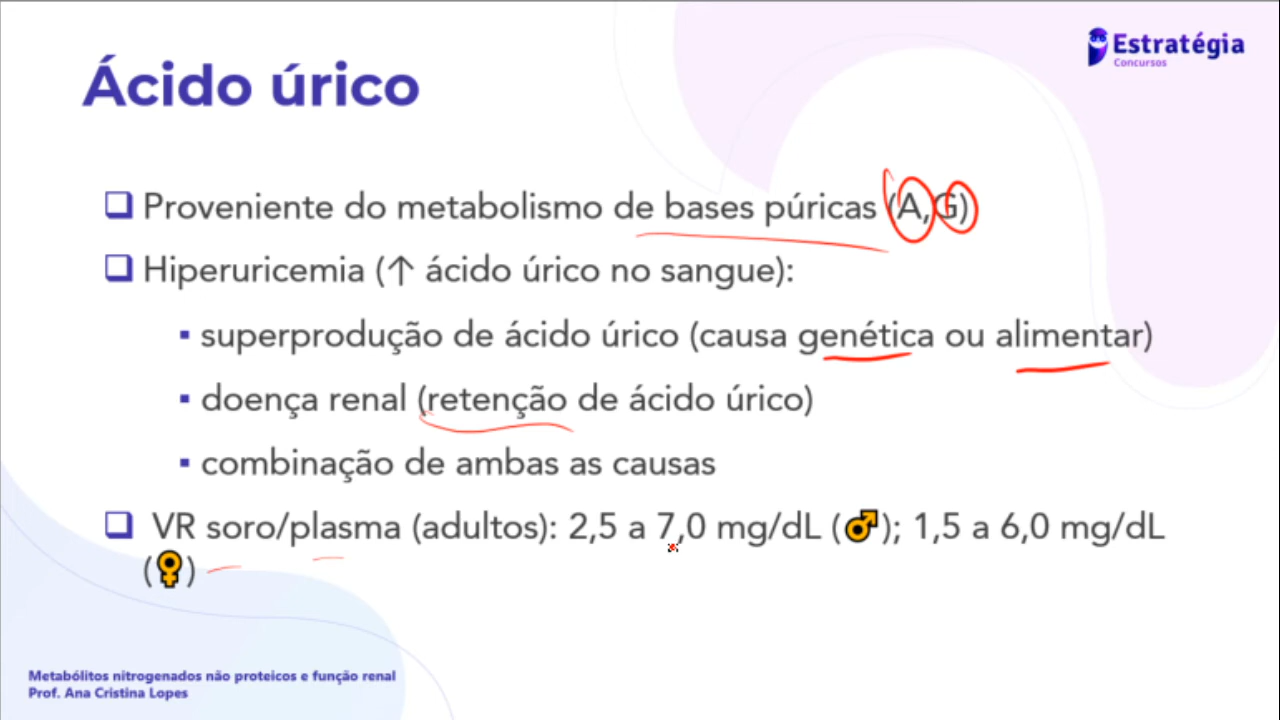 Estratégia
Concursos
Ácido úrico
Proveniente do metabolismo de bases púricas (A,G)
Hiperuricemia (↑ ácido úrico no sangue):
▪ superprodução de ácido úrico (causa genética ou alimentar)
▪ doença renal (retenção de ácido úrico)
▪ combinação de ambas as causas
VR soro/plasma (adultos): 2,5 a 7,0 mg/dL (♂); 1,5 a 6,0 mg/dL
(♀)
Metabólitos nitrogenados não proteicos e função renal
Prof. Ana Cristina Lopes